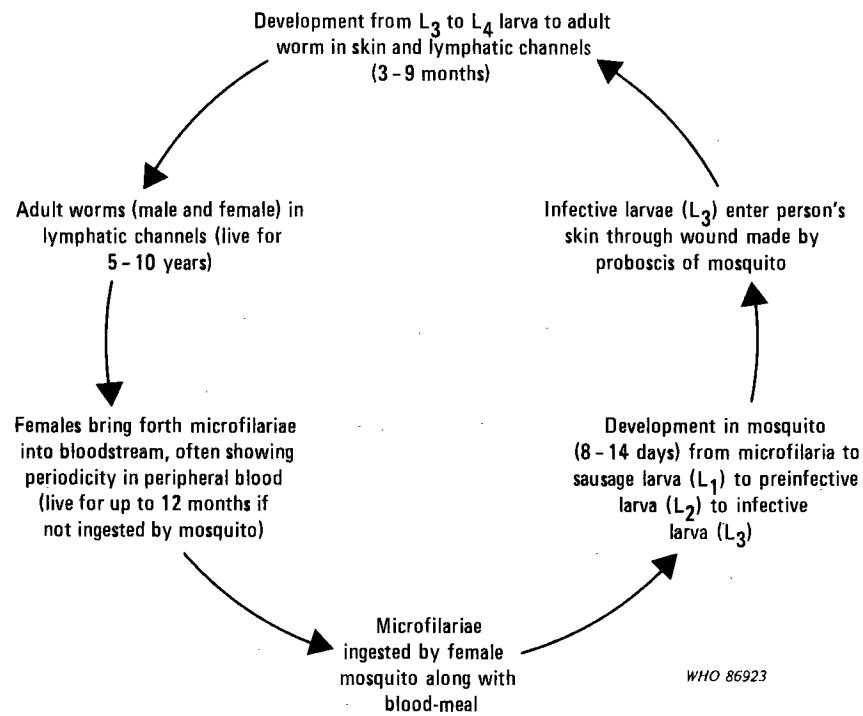 Development from L3 to L4 larva to adult
worm in skin and lymphatic channels
(3-9 months)
Adult worms (male and female) in
lymphatic channels (live for
5-10 years)
Infective larvae (L3) enter person's
skin through wound made by
proboscis of mosquito
Females bring forth microfilariae
into bloodstream, often showing
periodicity in peripheral blood
(live for up to 12 months if
not ingested by mosquito)
Development in mosquito
(8-14 days) from microfilaria to
sausage larva (L1) to preinfective
larva (L2) to infective
larva (L3)
Microfilariae
ingested by female
mosquito along with
blood-meal
WHO 86923